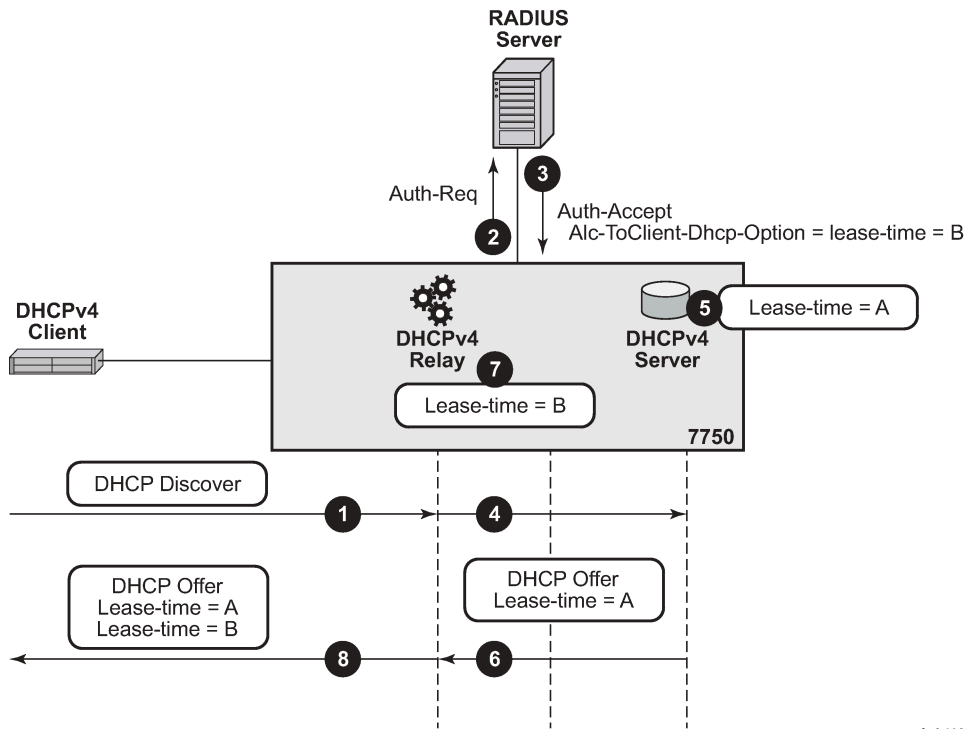 RADIUS
Server
3
Auth-Req
2
Auth-Accept
Alc-ToClient-Dhcp-Option = lease-time = B
DHCPv4
Client
DHCPv4
Relay
7
Lease-time = B
DHCPv4
Server
5
Lease-time = A
7750
DHCP Discover
1
4
DHCP Offer
Lease-time = A
Lease-time = B
DHCP Offer
Lease-time = A
8
6